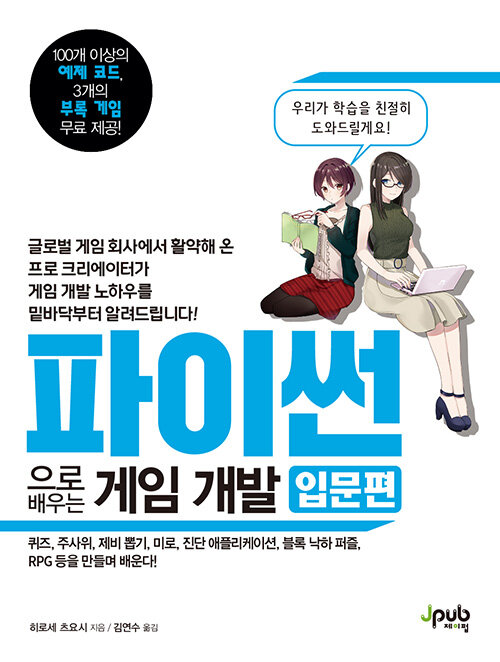 100개 이상의
예제 코드,
3개의
부록 게임
무료 제공!
우리가 학습을 친절히
도와드릴게요!
글로벌 게임 회사에서 활약해 온
프로 크리에이터가
게임 개발 노하우를
밑바닥부터 알려드립니다!
파이썬
으로
배우는 게임 개발 입문편
퀴즈, 주사위, 제비 뽑기, 미로, 진단 애플리케이션, 블록 낙하 퍼즐,
RPG 등을 만들며 배운다!
히로세 츠요시 지음 / 김연수 옮김
Jpub
제이펍